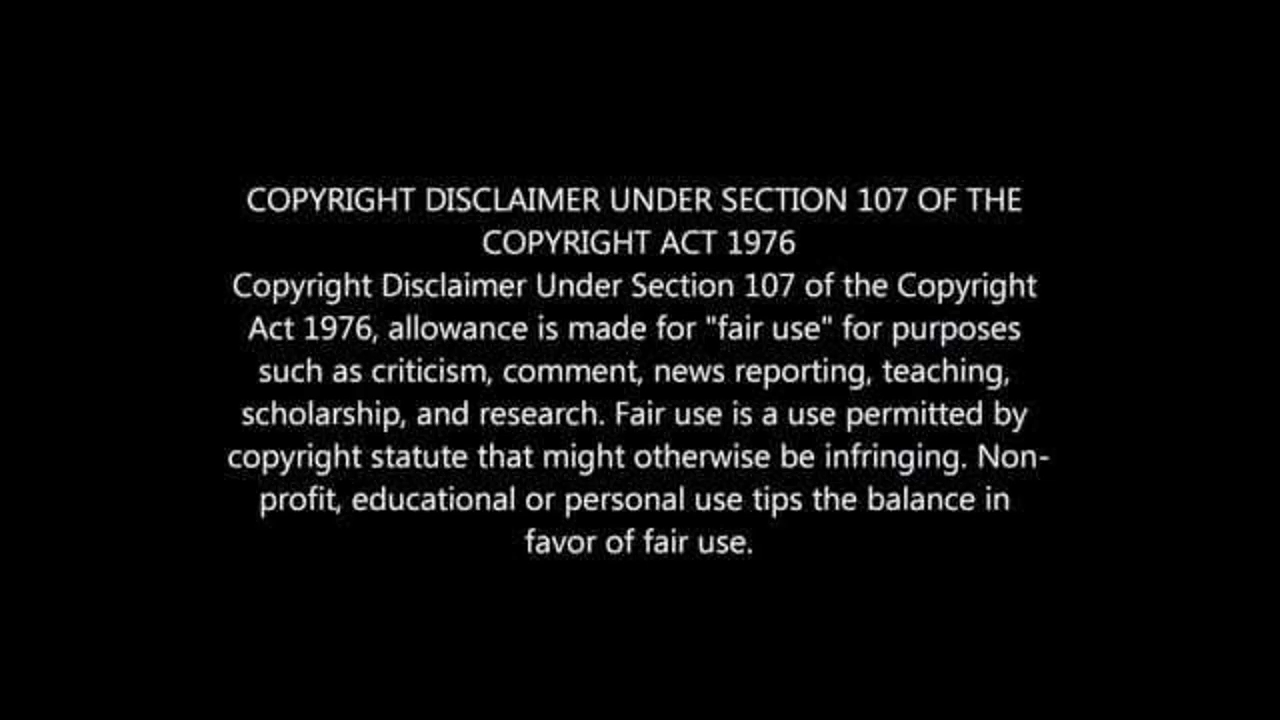 COPYRIGHT DISCLAIMER UNDER SECTION 107 OF THE
COPYRIGHT ACT 1976
Copyright Disclaimer Under Section 107 of the Copyright
Act 1976, allowance is made for "fair use" for purposes
such as criticism, comment, news reporting, teaching,
scholarship, and research. Fair use is a use permitted by
copyright statute that might otherwise be infringing. Non-
profit, educational or personal use tips the balance in
favor of fair use.